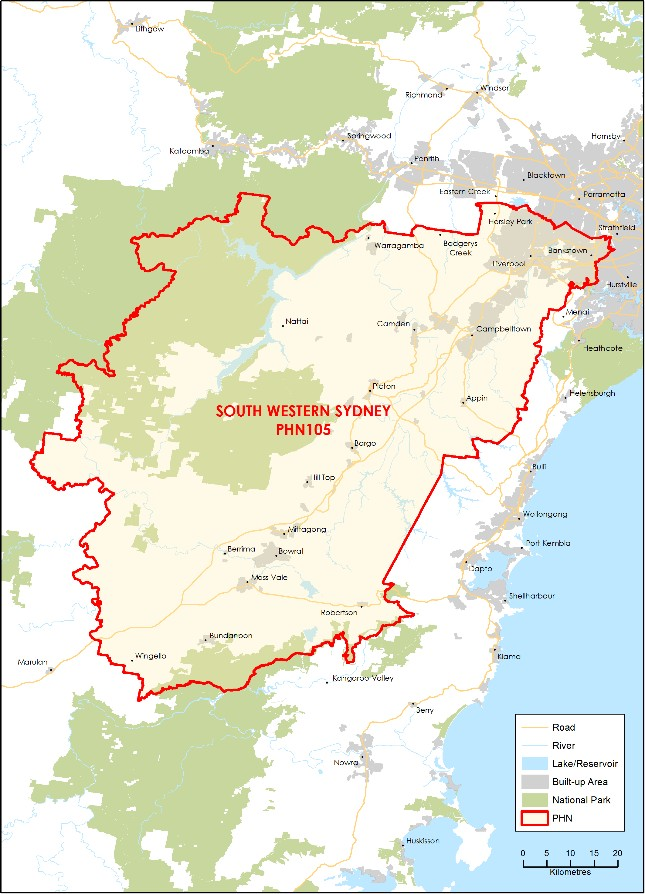 Lithgow
Richmond
Windsor
Springwood
Hornsby
Katoomba
Penrith
Blacktown
Eastern Creek
Parramatta
Horsley Park
Strathfield
Warragamba
Badgerys
Creek
Bankstown
Liverpool
Hurstville
Menai
Nattai
Camden
Campbelltown
Heathcote
Picton
Appin
Helensburgh
SOUTH WESTERN SYDNEY
PHN105
Bargo
Hill Top
Bulli
Wollongong
Mittagong
Port Kembla
Berrima
Bowral
Dapto
Moss Vale
Shellharbour
Robertson
Bundanoon
Kiama
Wingello
Marulan
Kangaroo Valley
Berry
Nowra
Huskisson
Road
River
Lake/Reservoir
Built-up Area
National Park
PHN
0 5 10 15 20
Kilometres